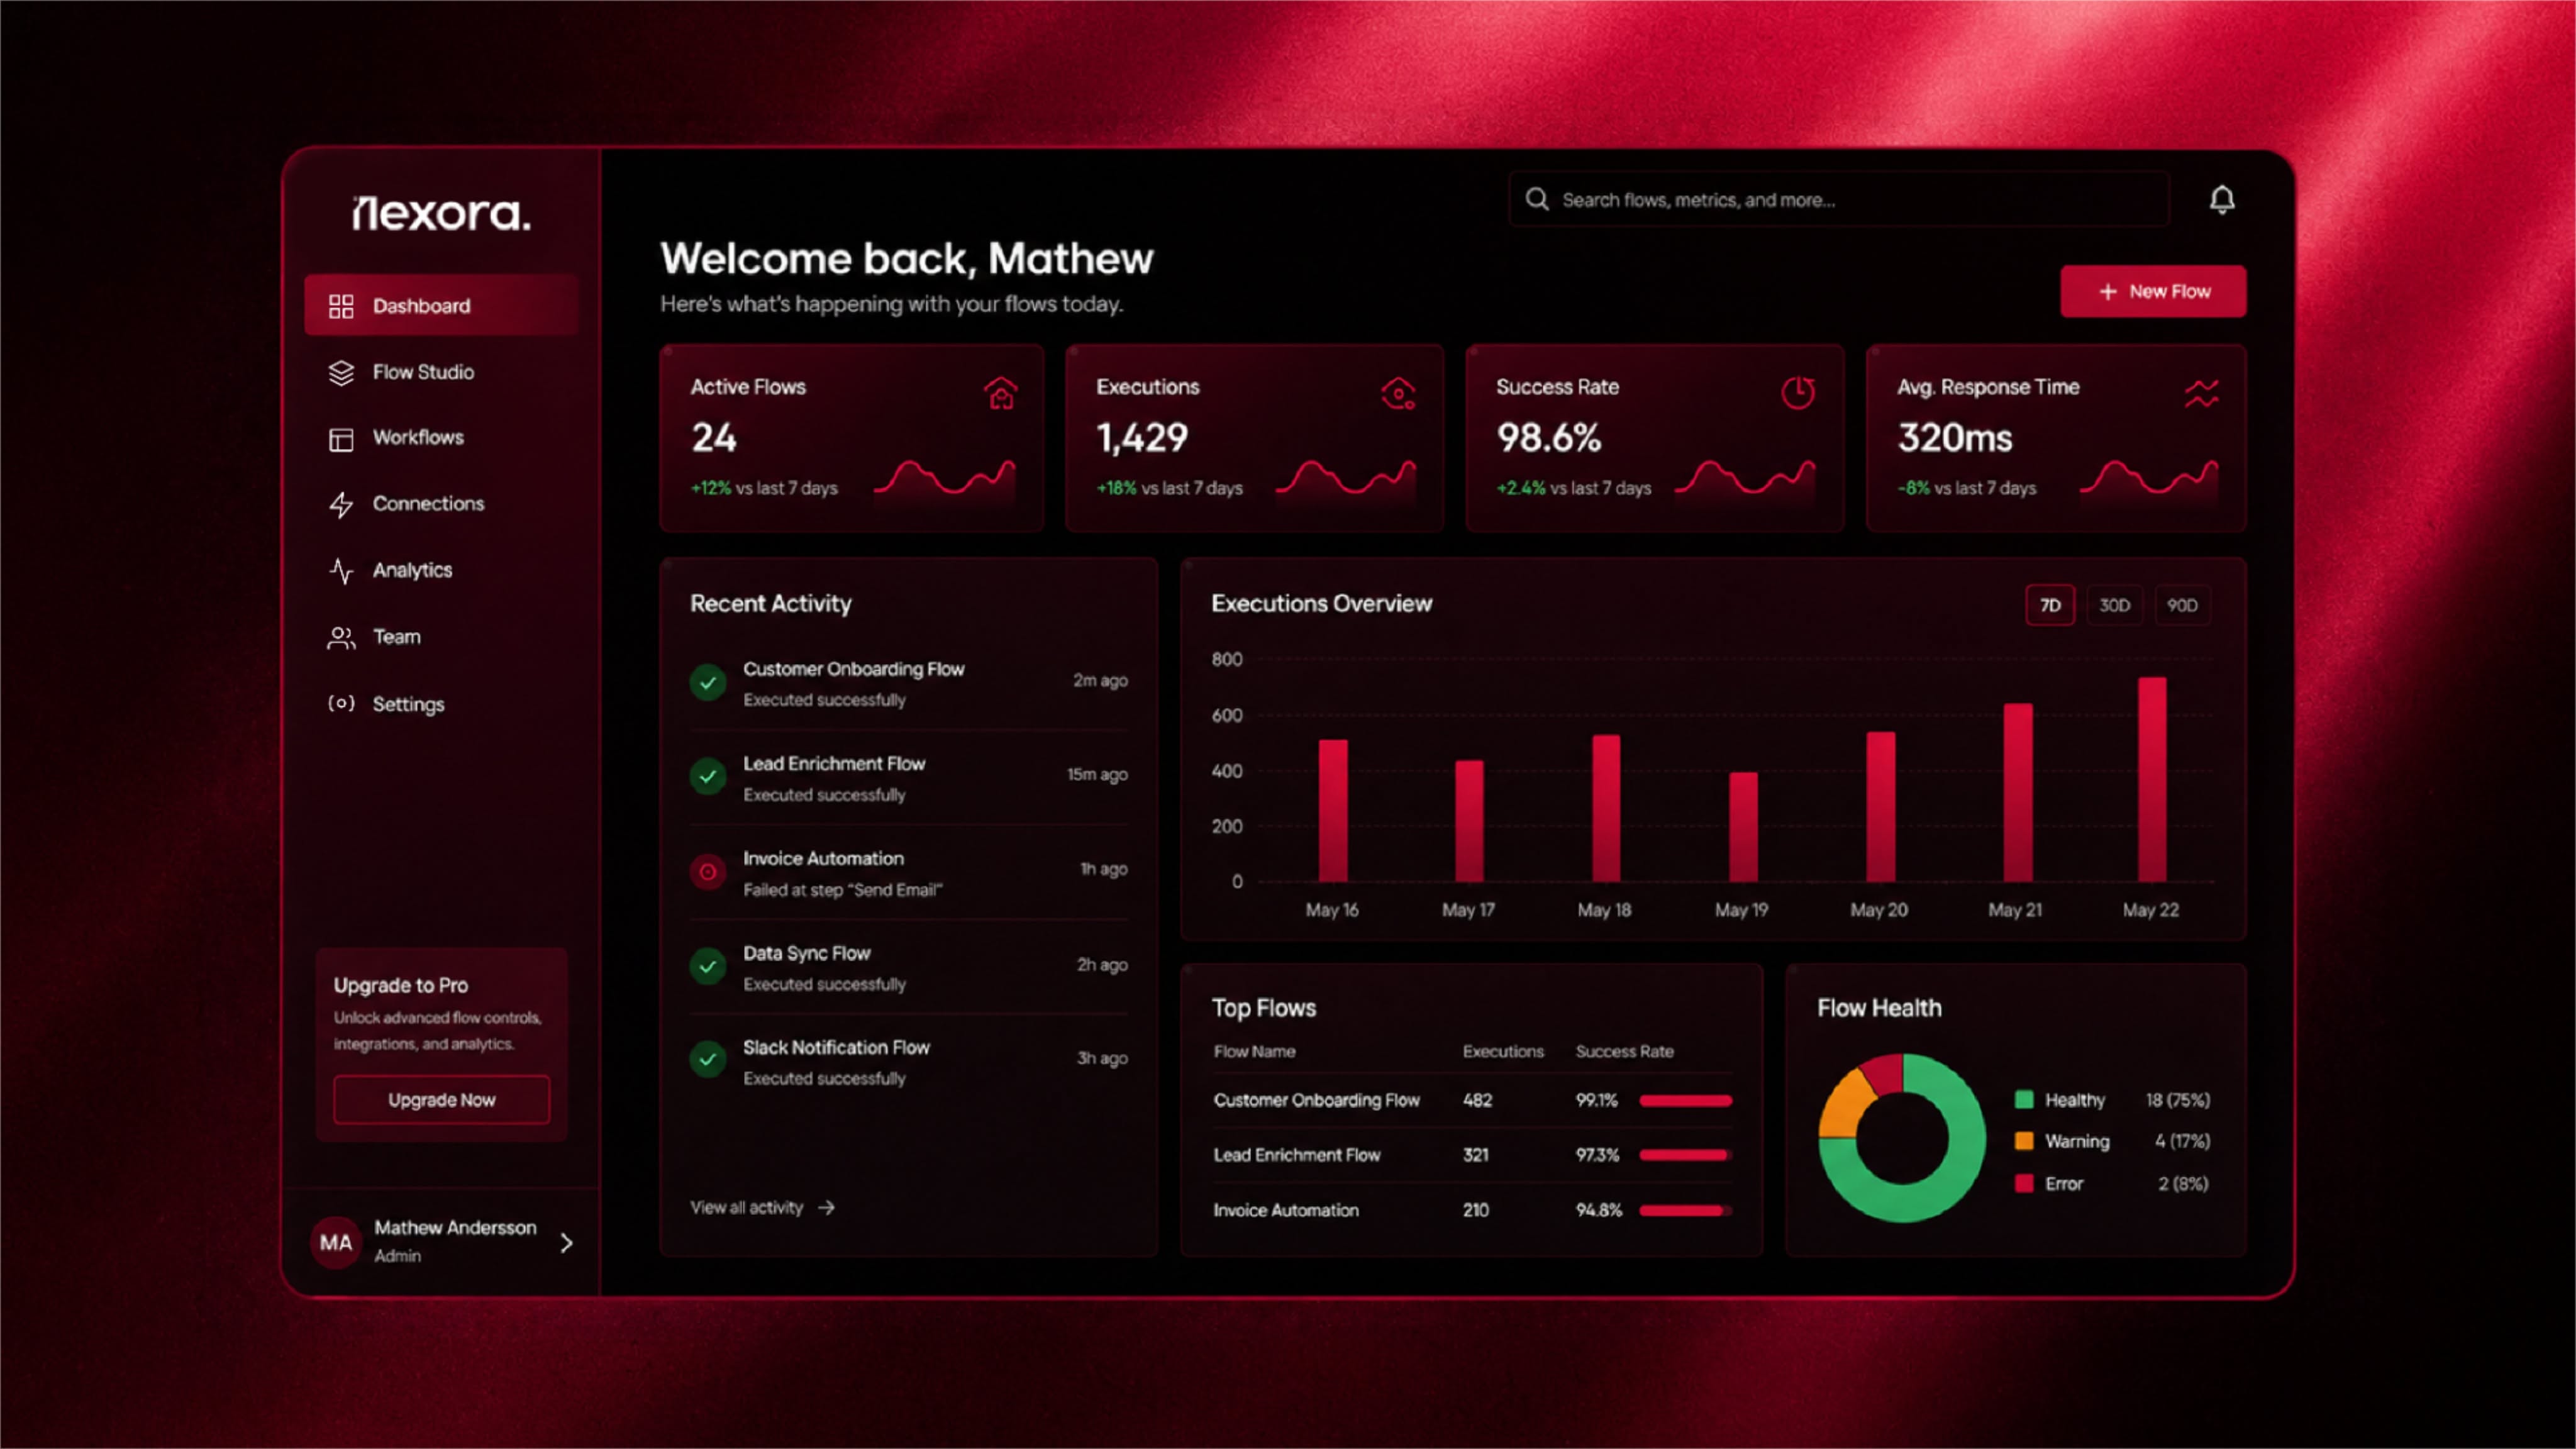 flexora.
Dashboard
Flow Studio
Workflows
Connections
Analytics
Team
Settings
Upgrade to Pro
Unlock advanced flow controls,
integrations, and analytics.
Upgrade Now
MA
Mathew Andersson
Admin
Search flows, metrics, and more...
Welcome back, Mathew
Here's what's happening with your flows today.
+ New Flow
Active Flows
24
+12% vs last 7 days
Executions
1,429
+18% vs last 7 days
Success Rate
98.6%
+2.4% vs last 7 days
Avg. Response Time
320ms
-8% vs last 7 days
Recent Activity
Customer Onboarding Flow
Executed successfully
2m ago
Lead Enrichment Flow
Executed successfully
15m ago
Invoice Automation
Failed at step “Send Email”
1h ago
Data Sync Flow
Executed successfully
2h ago
Slack Notification Flow
Executed successfully
3h ago
View all activity →
Executions Overview
7D 30D 90D
800
600
400
200
0
May 16 May 17 May 18 May 19 May 20 May 21 May 22
Top Flows
Flow Name Executions Success Rate
Customer Onboarding Flow 482 99.1%
Lead Enrichment Flow 321 97.3%
Invoice Automation 210 94.8%
Flow Health
Healthy 18 (75%)
Warning 4 (17%)
Error 2 (8%)